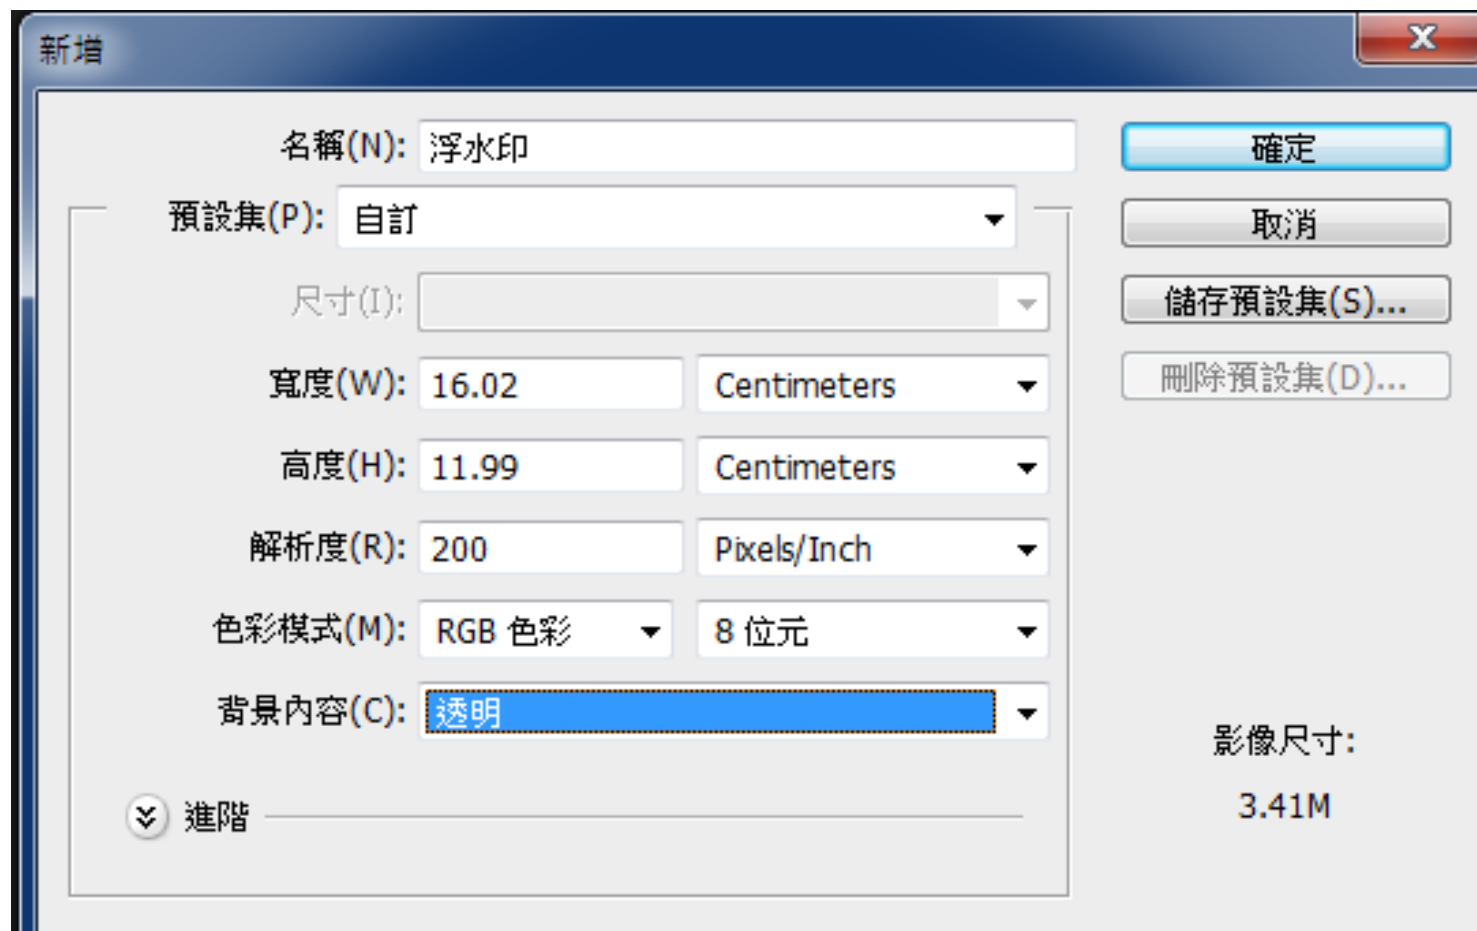 新增
名稱(N): 浮水印
確定
預設集(P): 自訂
取消
尺寸(I):
儲存預設集(S)...
寬度(W): 16.02 Centimeters
刪除預設集(D)...
高度(H): 11.99 Centimeters
解析度(R): 200 Pixels/Inch
色彩模式(M): RGB 色彩 8 位元
背景內容(C): 透明
影像尺寸:
進階
3.41M